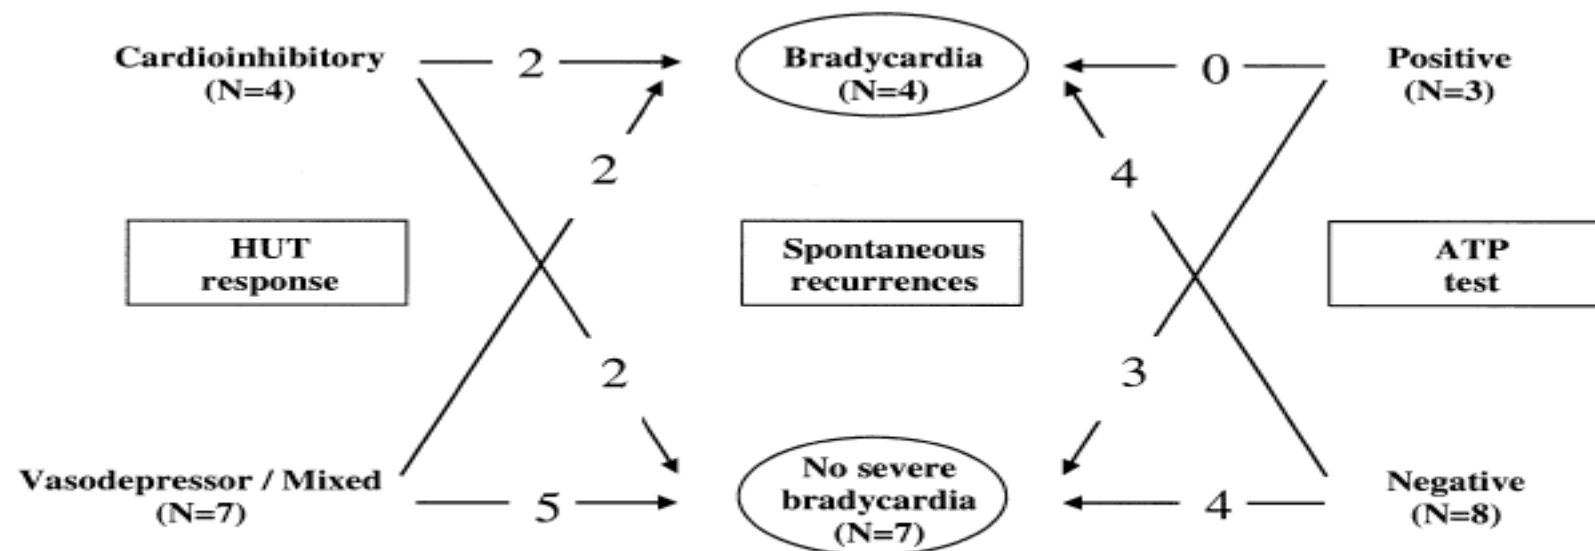 Cardioinhibitory
(N=4)
2
Bradycardia
(N=4)
0
Positive
(N=3)
2
4
HUT
response
Spontaneous
recurrences
ATP
test
2
3
Vasodepressor / Mixed
(N=7)
5
No severe
bradycardia
(N=7)
4
Negative
(N=8)